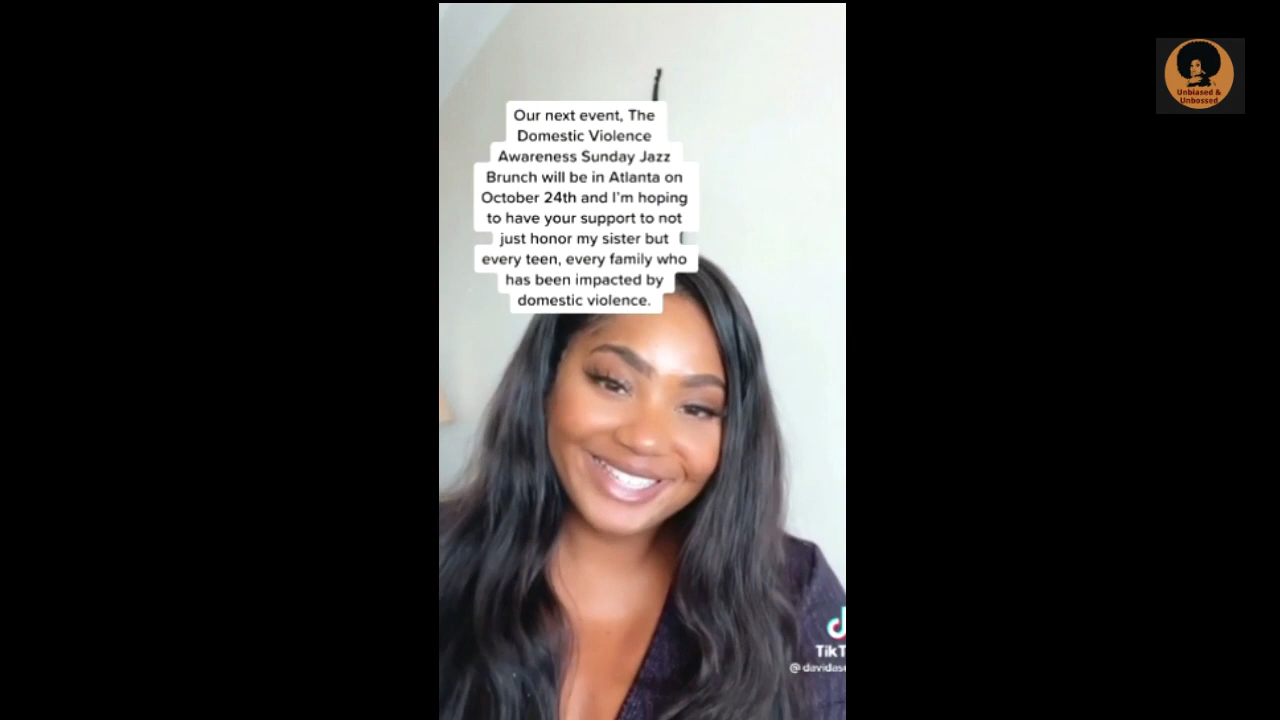 Our next event, The
Domestic Violence
Awareness Sunday Jazz
Brunch will be in Atlanta on
October 24th and I'm hoping
to have your support to not
just honor my sister but
every teen, every family who
has been impacted by
domestic violence.
Unbiased &
Unbossed
TikT
@davidas